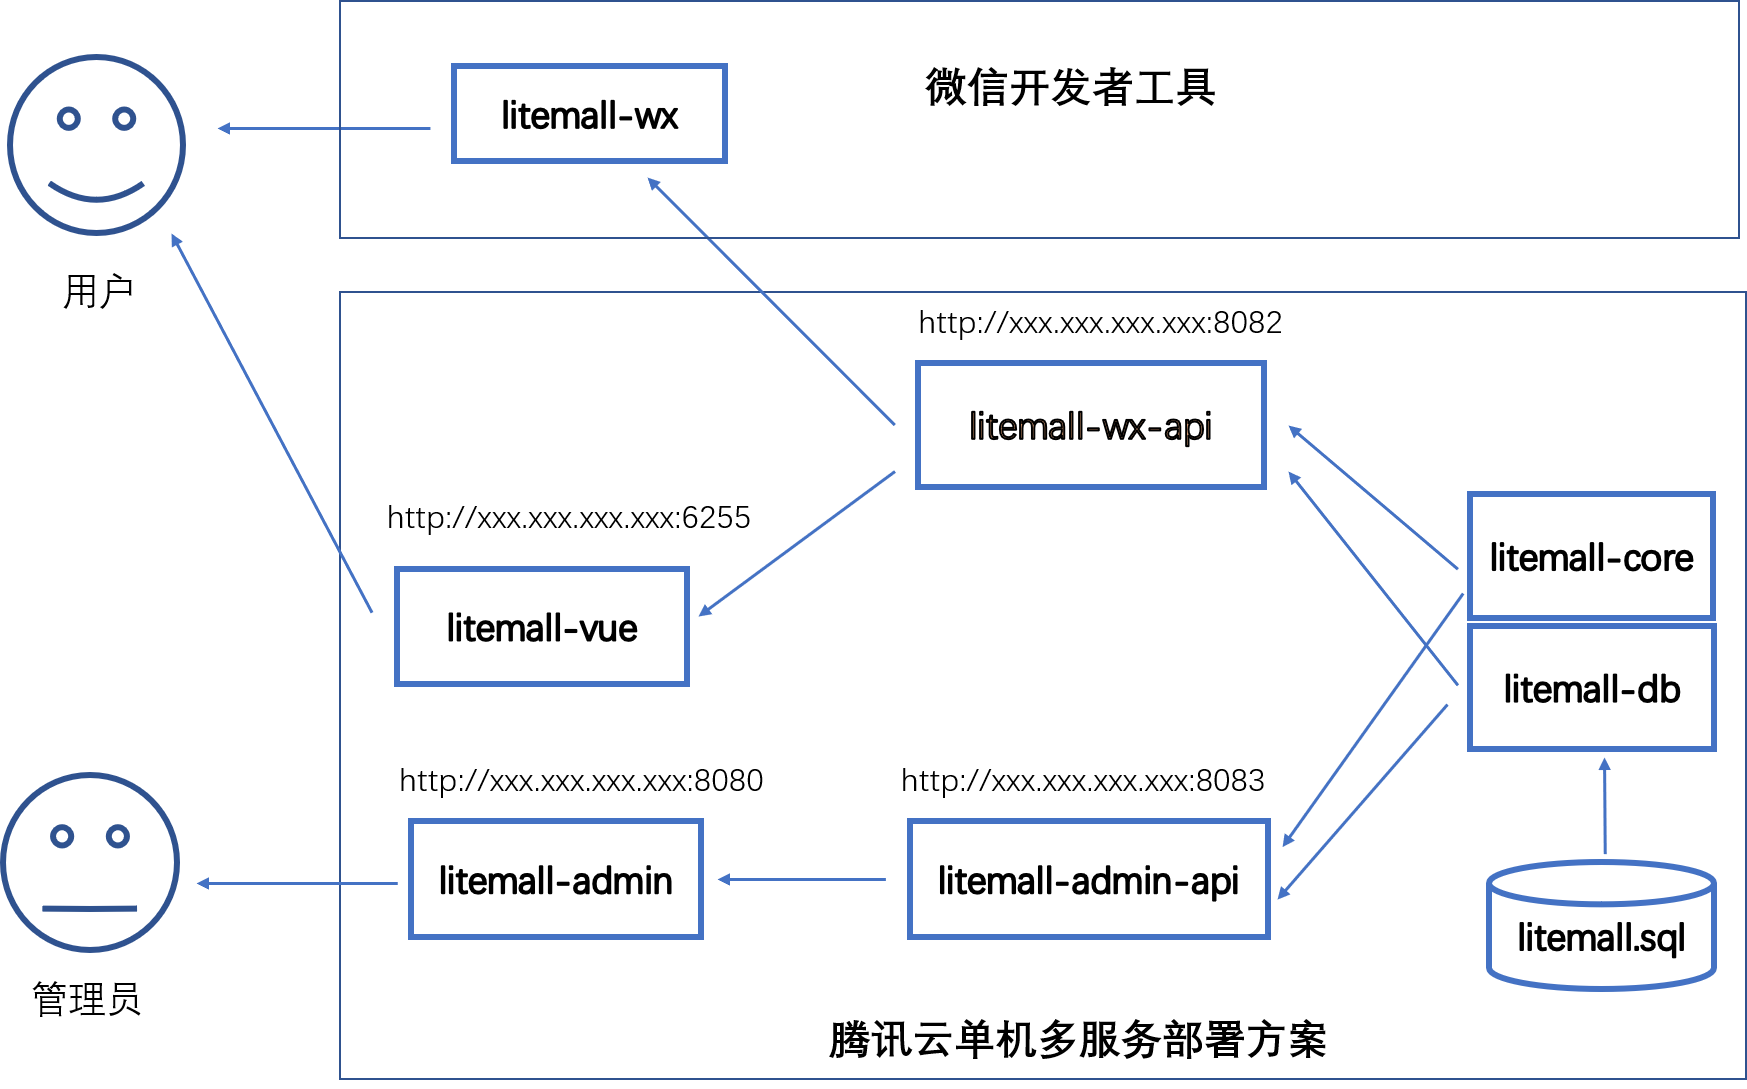 微信开发者工具
litemall-wx
用户
http://xxx.xxx.xxx.xxx:8082
litemall-wx-api
http://xxx.xxx.xxx.xxx:6255
litemall-vue
litemall-core
litemall-db
http://xxx.xxx.xxx.xxx:8080
http://xxx.xxx.xxx.xxx:8083
litemall-admin
litemall-admin-api
litemall.sql
管理员
腾讯云单机多服务部署方案